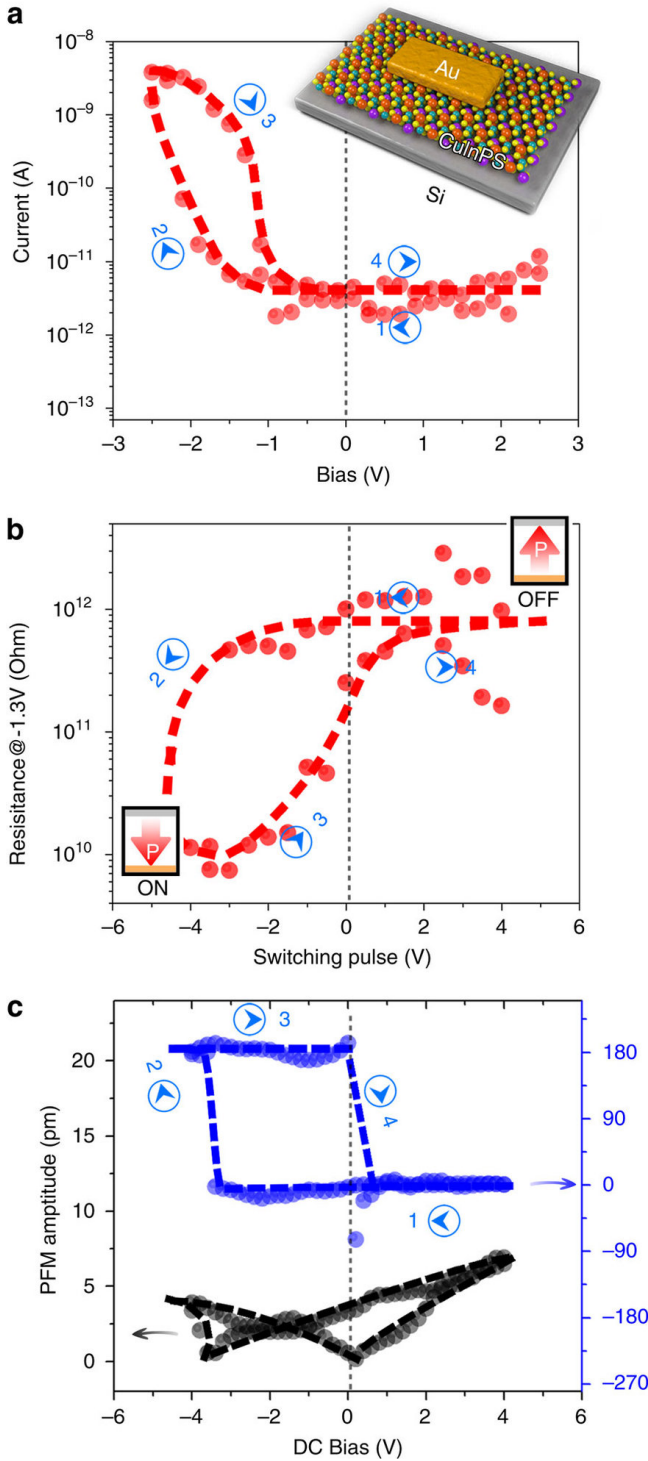 a
10⁻⁸
10⁻⁹
10⁻¹⁰
10⁻¹¹
10⁻¹²
10⁻¹³
Current (A)
Au
CuInPS
Si
2
3
4
1
−3 −2 −1 0 1 2 3
Bias (V)
b
10¹²
10¹¹
10¹⁰
Resisitance@-1.3V (Ohm)
P
OFF
1
2
4
3
P
ON
−6 −4 −2 0 2 4 6
Switching pulse (V)
c
20
15
10
5
0
PFM amplitude (pm)
3
2
4
1
180
90
0
−90
−180
−270
−6 −4 −2 0 2 4 6
DC Bias (V)